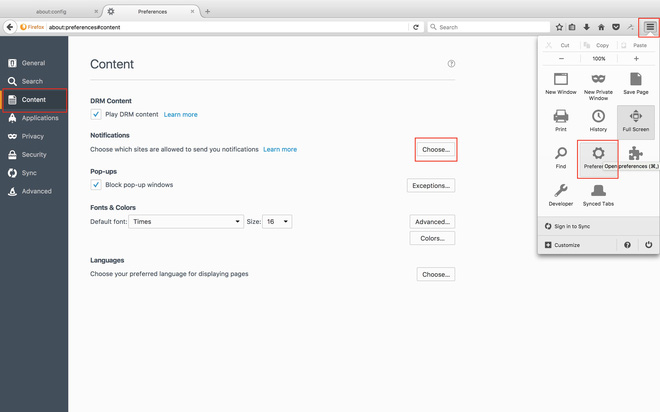 about:config
Preferences
Firefox
about:preferences#content
Search
General
Search
Content
Applications
Privacy
Security
Sync
Advanced
Content
DRM Content
Play DRM content Learn more
Notifications
Choose which sites are allowed to send you notifications Learn more
Choose...
Pop-ups
Block pop-up windows
Exceptions...
Fonts & Colors
Default font: Times Size: 16
Advanced...
Colors...
Languages
Choose your preferred language for displaying pages
Choose...
Cut Copy Paste
− 100% +
New Window
New Private
Window
Save Page
Print
History
Full Screen
Find
Open preferences (⌘,)
Developer
Synced Tabs
Sign in to Sync
Customize